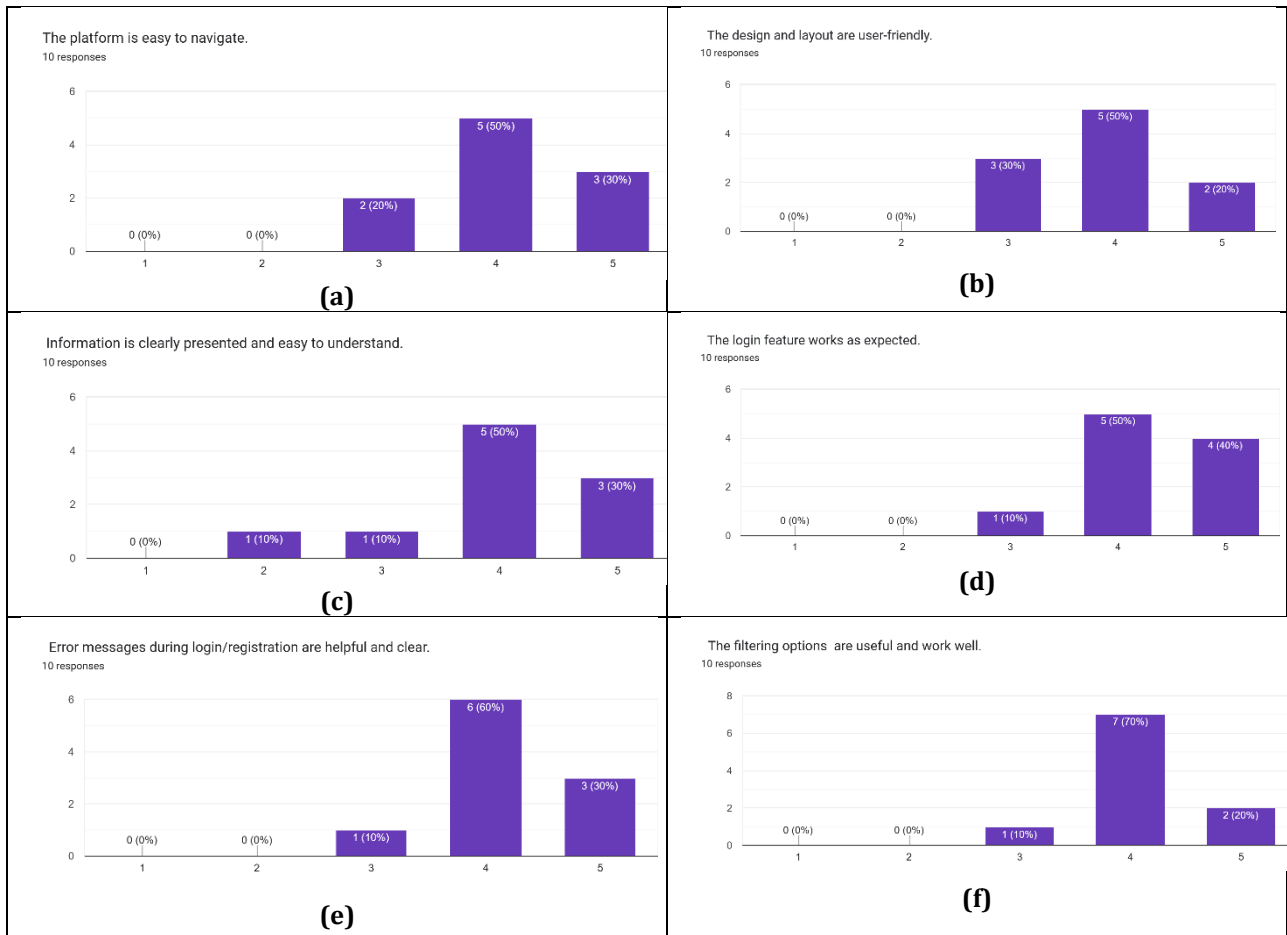 The platform is easy to navigate.
10 responses
6
4
2
0
0 (0%)
0 (0%)
2 (20%)
5 (50%)
3 (30%)
1 2 3 4 5
(a)
The design and layout are user-friendly.
10 responses
6
4
2
0
0 (0%)
0 (0%)
3 (30%)
5 (50%)
2 (20%)
1 2 3 4 5
(b)
Information is clearly presented and easy to understand.
10 responses
6
4
2
0
0 (0%)
1 (10%)
1 (10%)
5 (50%)
3 (30%)
1 2 3 4 5
(c)
The login feature works as expected.
10 responses
6
4
2
0
0 (0%)
0 (0%)
1 (10%)
5 (50%)
4 (40%)
1 2 3 4 5
(d)
Error messages during login/registration are helpful and clear.
10 responses
6
4
2
0
0 (0%)
0 (0%)
1 (10%)
6 (60%)
3 (30%)
1 2 3 4 5
(e)
The filtering options are useful and work well.
10 responses
8
6
4
2
0
0 (0%)
0 (0%)
1 (10%)
7 (70%)
2 (20%)
1 2 3 4 5
(f)